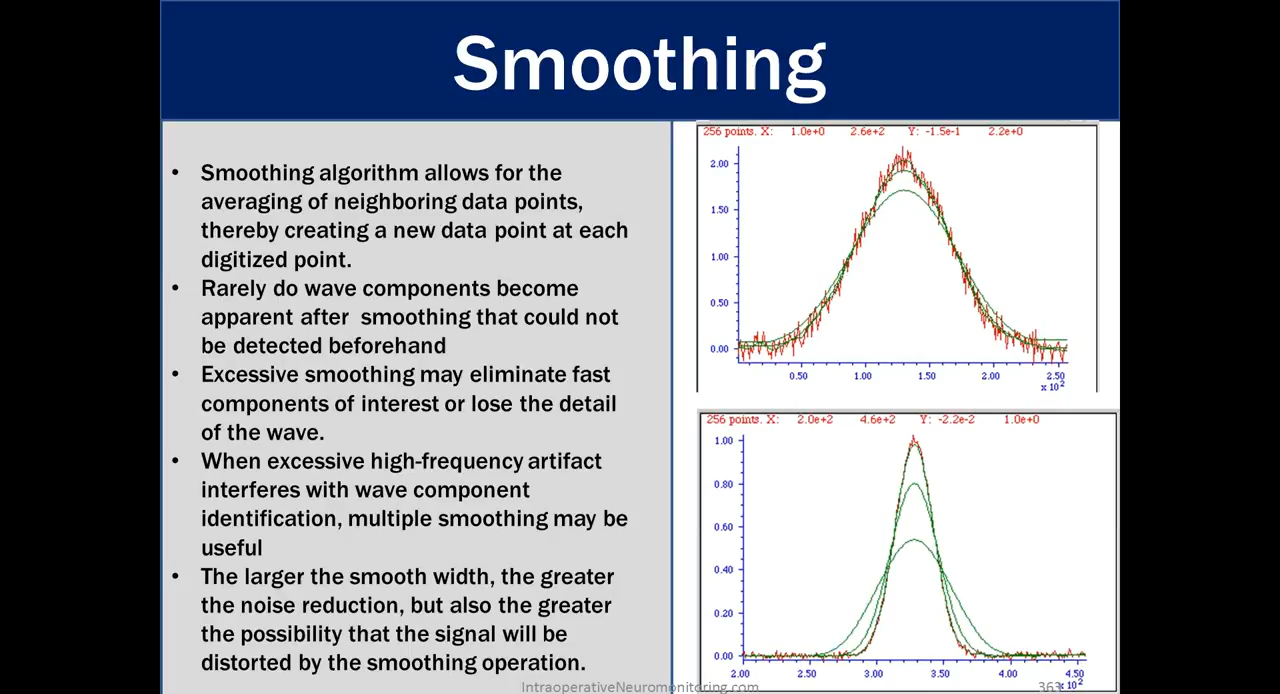 Smoothing
• Smoothing algorithm allows for the
averaging of neighboring data points,
thereby creating a new data point at each
digitized point.
• Rarely do wave components become
apparent after smoothing that could not
be detected beforehand
• Excessive smoothing may eliminate fast
components of interest or lose the detail
of the wave.
• When excessive high-frequency artifact
interferes with wave component
identification, multiple smoothing may be
useful
• The larger the smooth width, the greater
the noise reduction, but also the greater
the possibility that the signal will be
distorted by the smoothing operation.
256 points. X: 1.0e+0 2.6e+2 Y: -1.5e-1 2.2e+0
2.00
1.50
1.00
0.50
0.00
0.50 1.00 1.50 2.00 2.50
x 10²
256 points. X: 2.0e+2 4.6e+2 Y: -2.2e-2 1.0e+0
1.00
0.80
0.60
0.40
0.20
0.00
2.00 2.50 3.00 3.50 4.00 4.50
x 10²
IntraoperativeNeuromonitoring.com 363